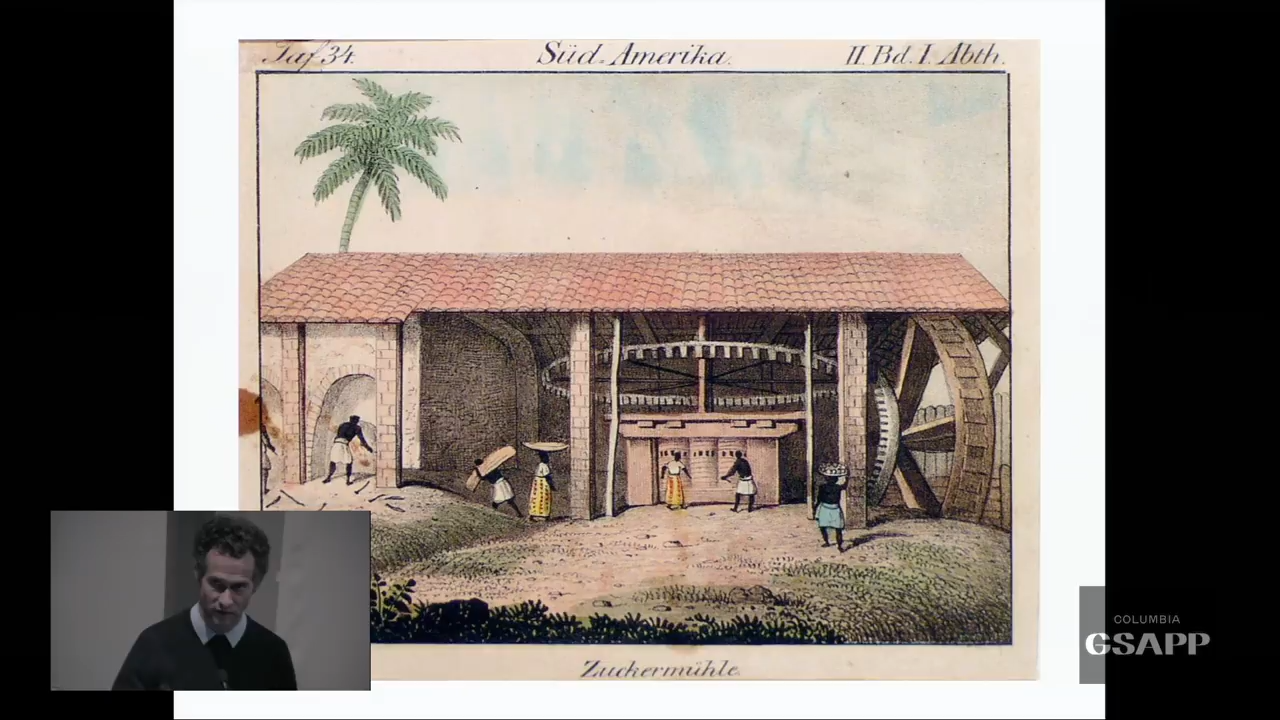 Taf 34.
Süd-Amerika.
II. Bd. I. Abth.
Zuckermühle.
COLUMBIA
GSAPP